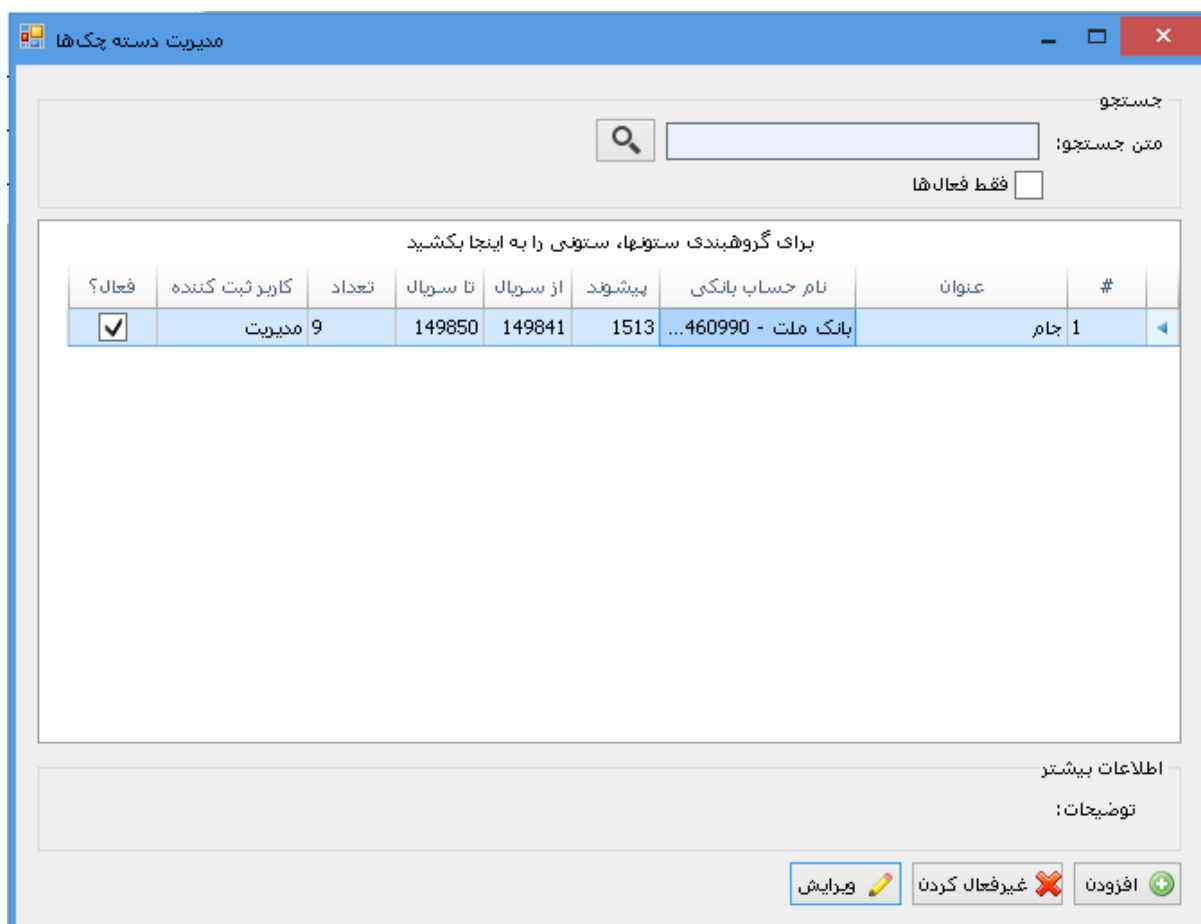 مدیریت دسته چک‌ها
جستجو
متن جستجو:
فقط فعال‌ها
برای گروهبندی ستونها، ستونی را به اینجا بکشید
# عنوان نام حساب بانکی پیشوند از سریال تا سریال تعداد کاربر ثبت کننده فعال؟
1 جام بانک ملت - 460990... 1513 149841 149850 9 مدیریت
اطلاعات بیشتر
توضیحات:
افزودن غیرفعال کردن ویرایش